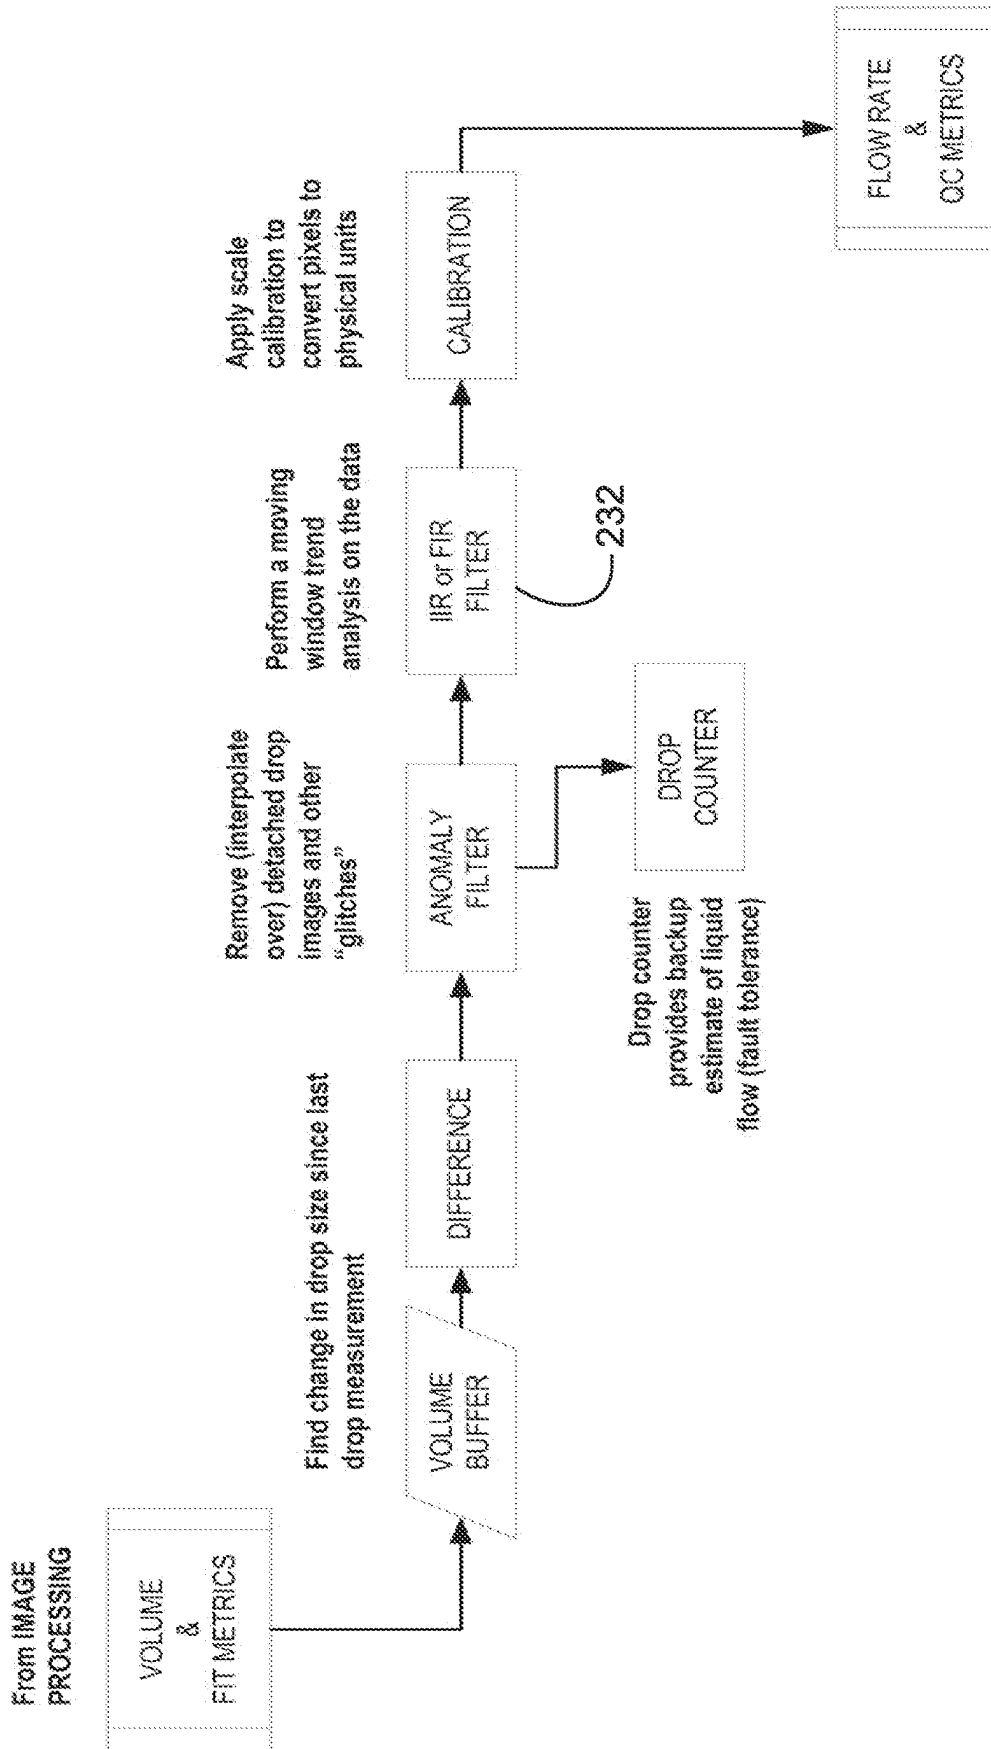 From IMAGE
PROCESSING
VOLUME
&
FIT METRICS
Find change in drop size since last
drop measurement
VOLUME
BUFFER
DIFFERENCE
Remove (interpolate
over) detached drop
images and other
“glitches”
ANOMALY
FILTER
Drop counter
provides backup
estimate of liquid
flow (fault tolerance)
DROP
COUNTER
Perform a moving
window trend
analysis on the data
IIR or FIR
FILTER
232
Apply scale
calibration to
convert pixels to
physical units
CALIBRATION
FLOW RATE
&
QC METRICS